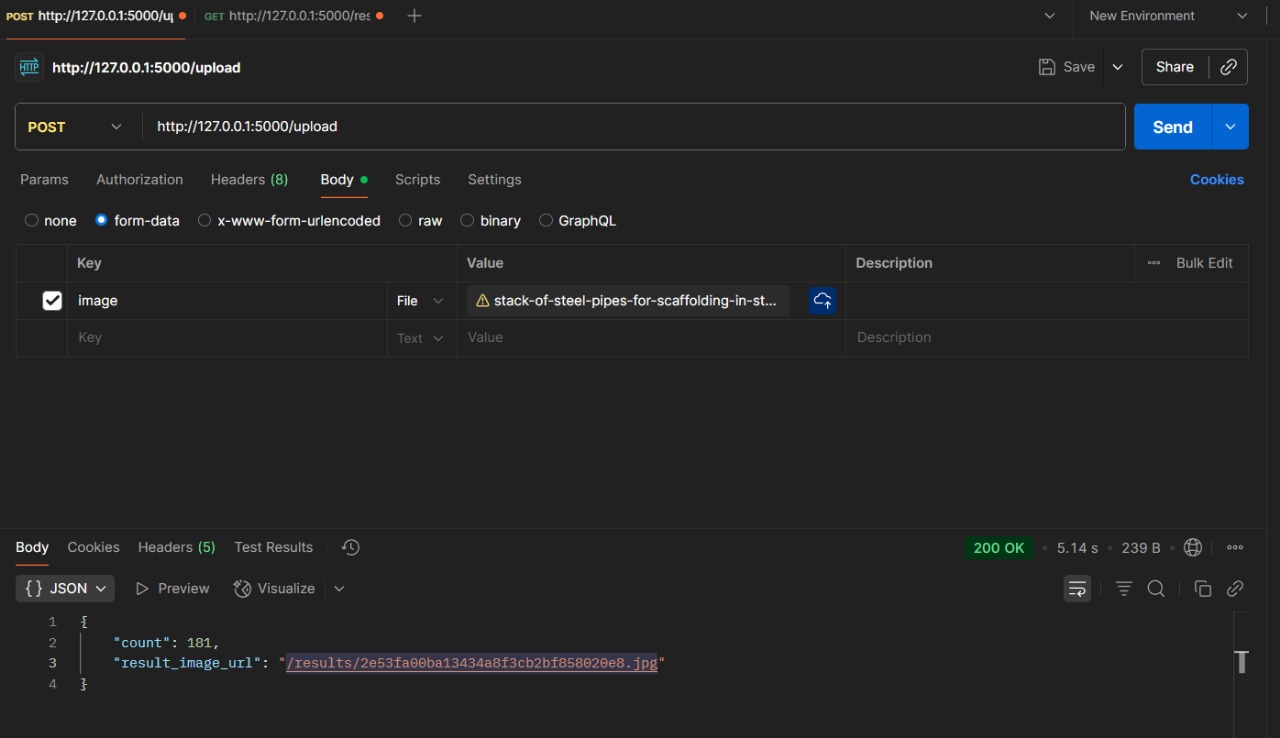 POST http://127.0.0.1:5000/u
GET http://127.0.0.1:5000/res
New Environment
HTTP http://127.0.0.1:5000/upload
Save
Share
POST
http://127.0.0.1:5000/upload
Send
Params Authorization Headers (8) Body Scripts Settings Cookies
none form-data x-www-form-urlencoded raw binary GraphQL
Key Value Description Bulk Edit
image File stack-of-steel-pipes-for-scaffolding-in-st...
Key Text Value Description
Body Cookies Headers (5) Test Results 200 OK 5.14 s 239 B
{} JSON Preview Visualize
1 {
2 "count": 181,
3 "result_image_url": "/results/2e53fa00ba13434a8f3cb2bf858020e8.jpg"
4 }
T